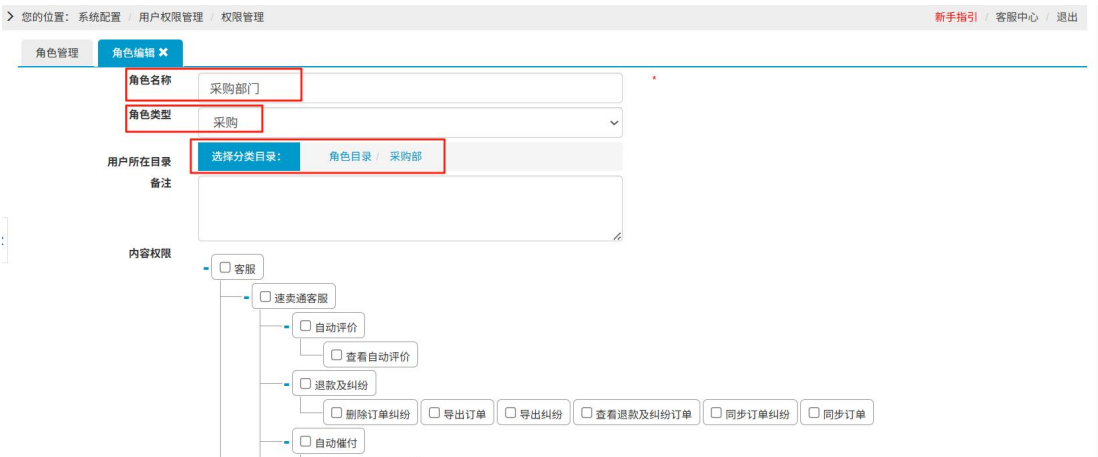 您的位置： 系统配置 / 用户权限管理 / 权限管理 新手指引 / 客服中心 / 退出
角色管理 角色编辑 ✖
角色名称 采购部门 *
角色类型 采购
用户所在目录 选择分类目录： 角色目录 / 采购部
备注
内容权限
客服
速卖通客服
自动评价
查看自动评价
退款及纠纷
删除订单纠纷 导出订单 导出纠纷 查看退款及纠纷订单 同步订单纠纷 同步订单
自动催付